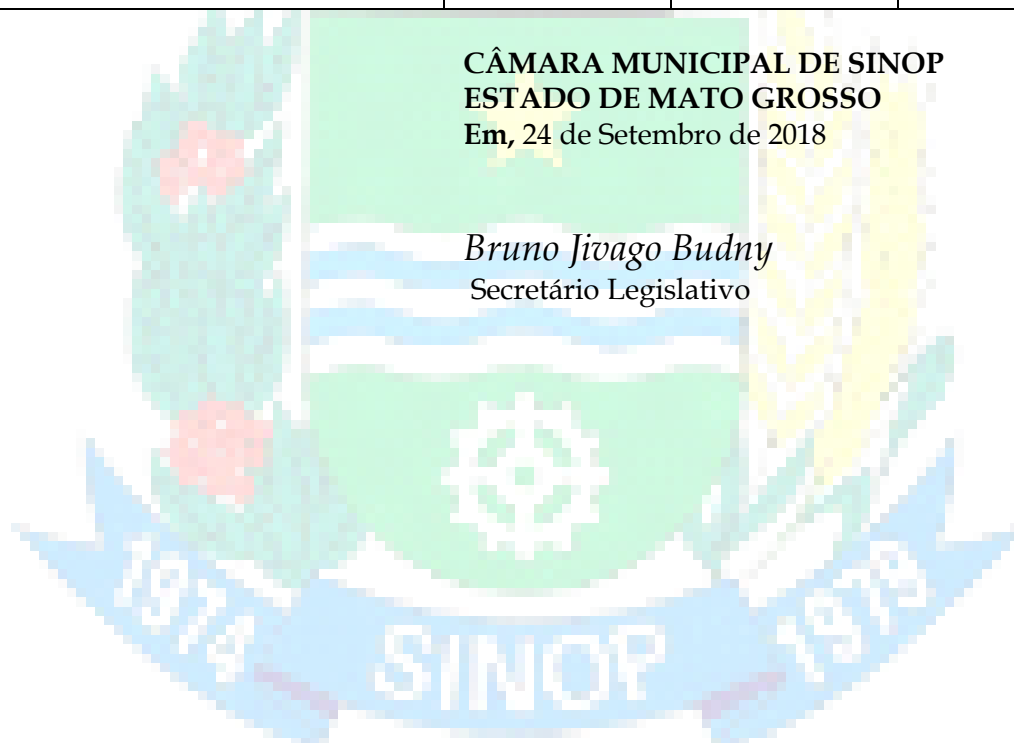 CÂMARA MUNICIPAL DE SINOP
ESTADO DE MATO GROSSO
Em, 24 de Setembro de 2018
Bruno Jivago Budny
Secretário Legislativo
1974 SINOP 1979